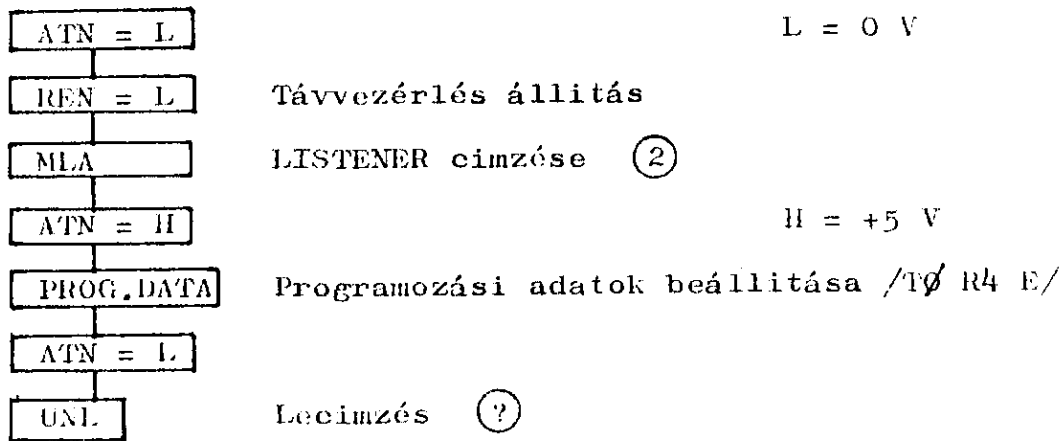 ATN = L L = 0 V
REN = L Távvezérlés állitás
MLA LISTENER cimzése (2)
ATN = H H = +5 V
PROG.DATA Programozási adatok beállitása /TØ R4 E/
ATN = L
UNL Lecimzés (?)